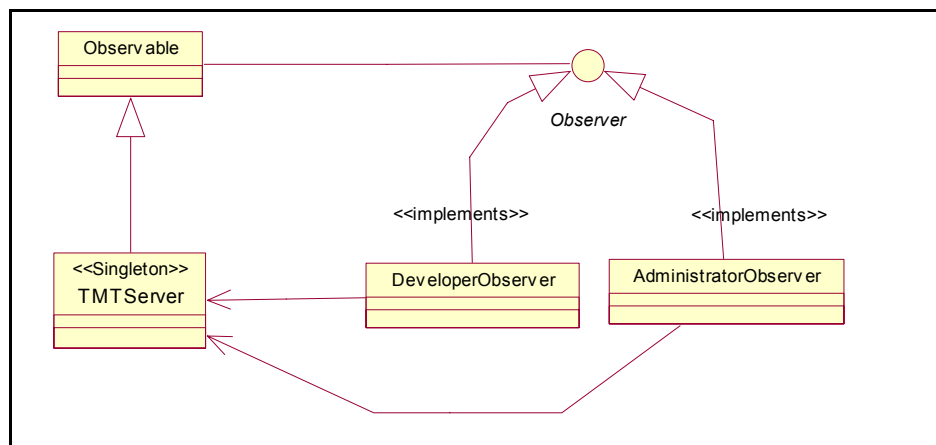 Observable
Observer
<<implements>>
<<implements>>
<<Singleton>>
TMTServer
DeveloperObserver
AdministratorObserver